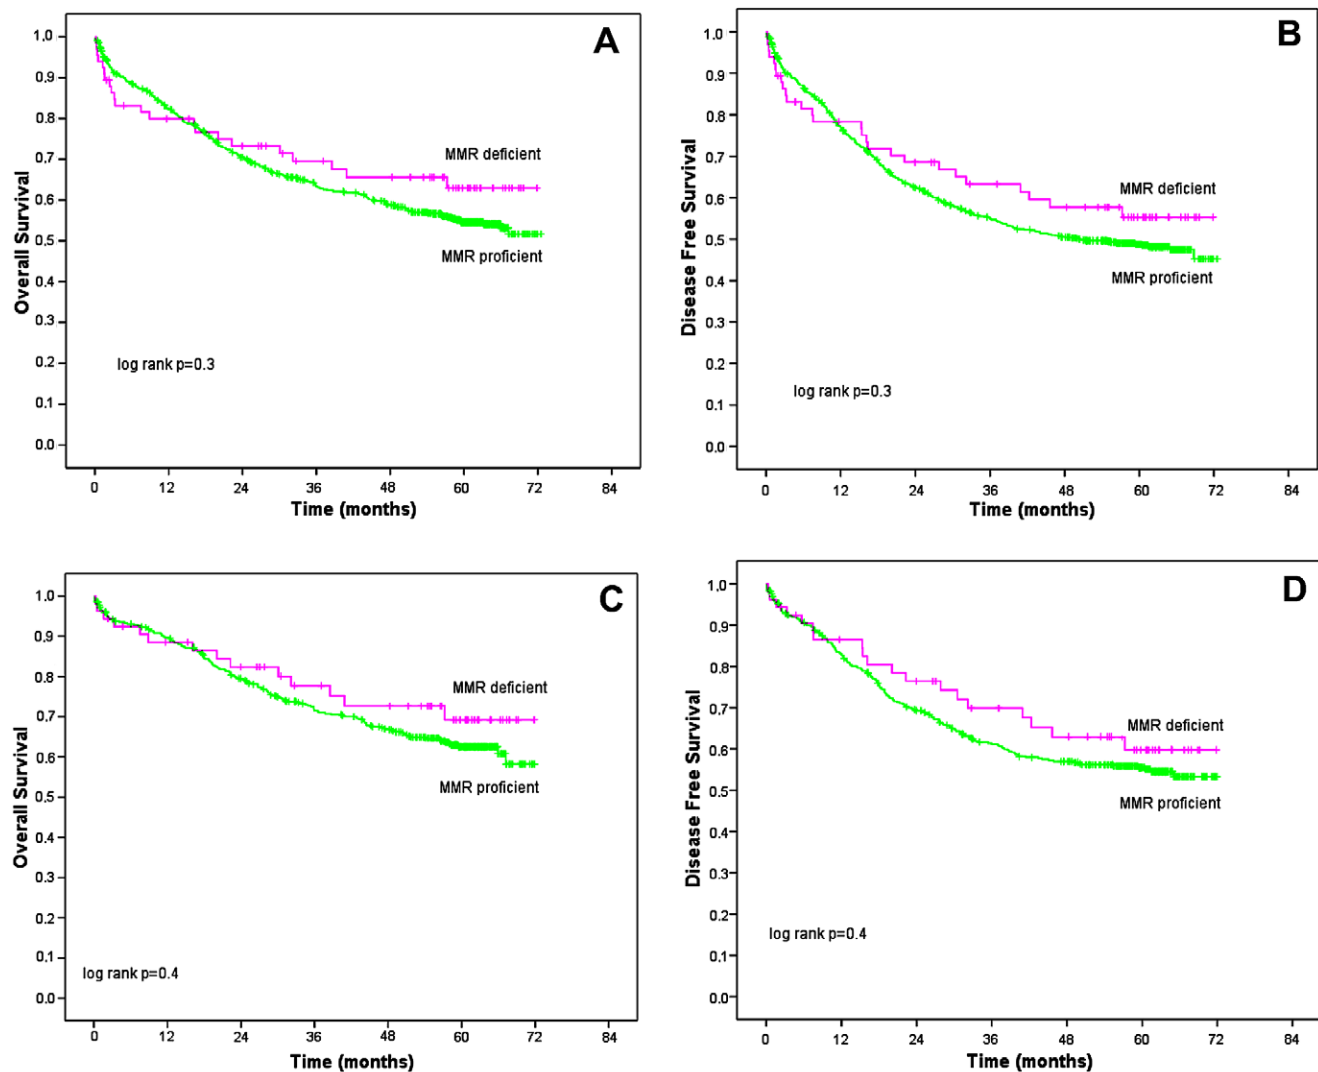 A
Overall Survival
1.0
0.9
0.8
0.7
0.6
0.5
0.4
0.3
0.2
0.1
0.0
MMR deficient
MMR proficient
log rank p=0.3
0 12 24 36 48 60 72 84
Time (months)
B
Disease Free Survival
1.0
0.9
0.8
0.7
0.6
0.5
0.4
0.3
0.2
0.1
0.0
MMR deficient
MMR proficient
log rank p=0.3
0 12 24 36 48 60 72 84
Time (months)
C
Overall Survival
1.0
0.9
0.8
0.7
0.6
0.5
0.4
0.3
0.2
0.1
0.0
MMR deficient
MMR proficient
log rank p=0.4
0 12 24 36 48 60 72 84
Time (months)
D
Disease Free Survival
1.0
0.9
0.8
0.7
0.6
0.5
0.4
0.3
0.2
0.1
0.0
MMR deficient
MMR proficient
log rank p=0.4
0 12 24 36 48 60 72 84
Time (months)